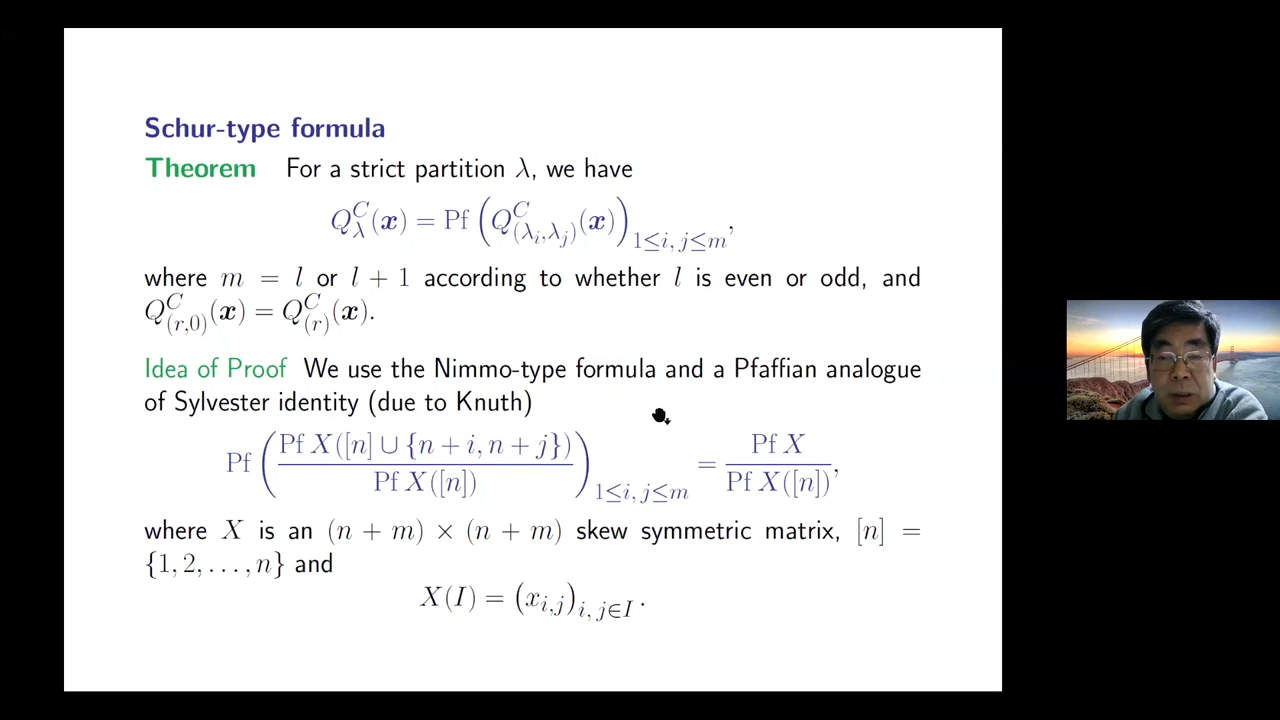 Schur-type formula
Theorem For a strict partition λ, we have
Q^C_λ(x) = Pf (Q^C_{(λ_i,λ_j)}(x))_{1≤i,j≤m},
where m = l or l + 1 according to whether l is even or odd, and
Q^C_{(r,0)}(x) = Q^C_{(r)}(x).
Idea of Proof We use the Nimmo-type formula and a Pfaffian analogue
of Sylvester identity (due to Knuth)
Pf (Pf X([n] ∪ {n + i, n + j}) / Pf X([n]))_{1≤i,j≤m} = Pf X / Pf X([n]),
where X is an (n + m) × (n + m) skew symmetric matrix, [n] =
{1, 2, . . . , n} and
X(I) = (x_{i,j})_{i,j∈I}.